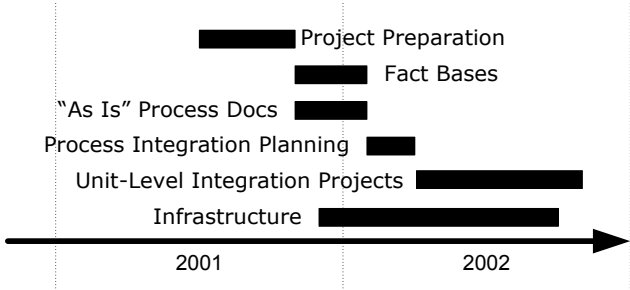 Project Preparation
Fact Bases
“As Is” Process Docs
Process Integration Planning
Unit-Level Integration Projects
Infrastructure
2001 2002